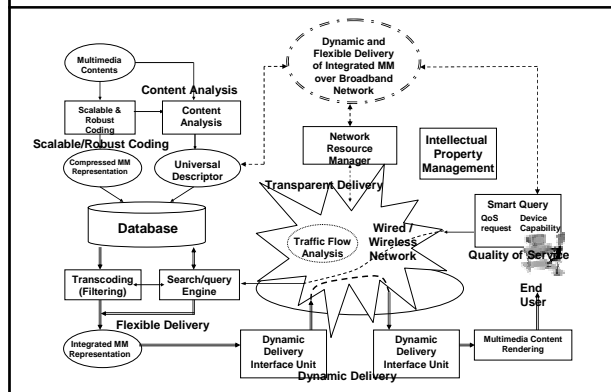 Multimedia
Contents
Content Analysis
Scalable &
Robust
Coding
Content
Analysis
Scalable/Robust Coding
Compressed MM
Representation
Universal
Descriptor
Dynamic and
Flexible Delivery
of Integrated MM
over Broadband
Network
Network
Resource
Manager
Intellectual
Property
Management
Transparent Delivery
Database
Traffic Flow
Analysis
Wired /
Wireless
Network
Smart Query
QoS
request
Device
Capability
Quality of Service
Transcoding
(Filtering)
Search/query
Engine
End
User
Flexible Delivery
Integrated MM
Representation
Dynamic
Delivery
Interface Unit
Dynamic
Delivery
Interface Unit
Multimedia Content
Rendering
Dynamic Delivery